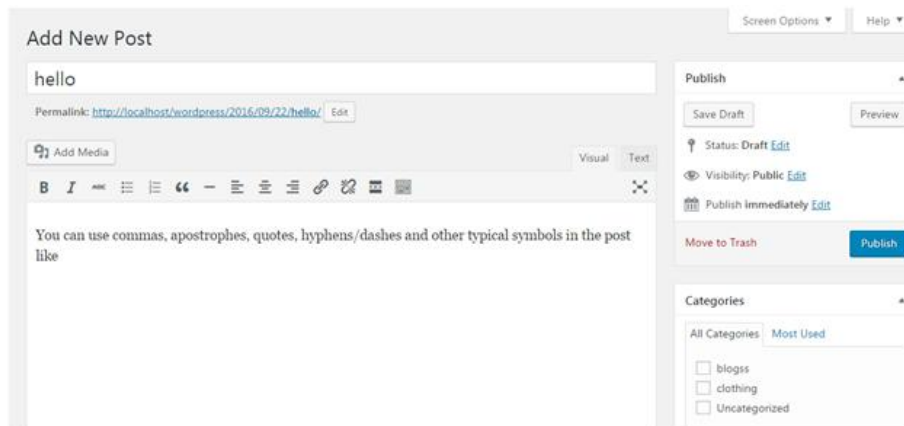 Screen Options
Help
Add New Post
hello
Permalink: http://localhost/wordpress/2016/09/22/hello/ Edit
Add Media
Visual Text
B I ABC
You can use commas, apostrophes, quotes, hyphens/dashes and other typical symbols in the post
like
Publish
Save Draft
Preview
Status: Draft Edit
Visibility: Public Edit
Publish immediately Edit
Move to Trash
Publish
Categories
All Categories Most Used
blogss
clothing
Uncategorized